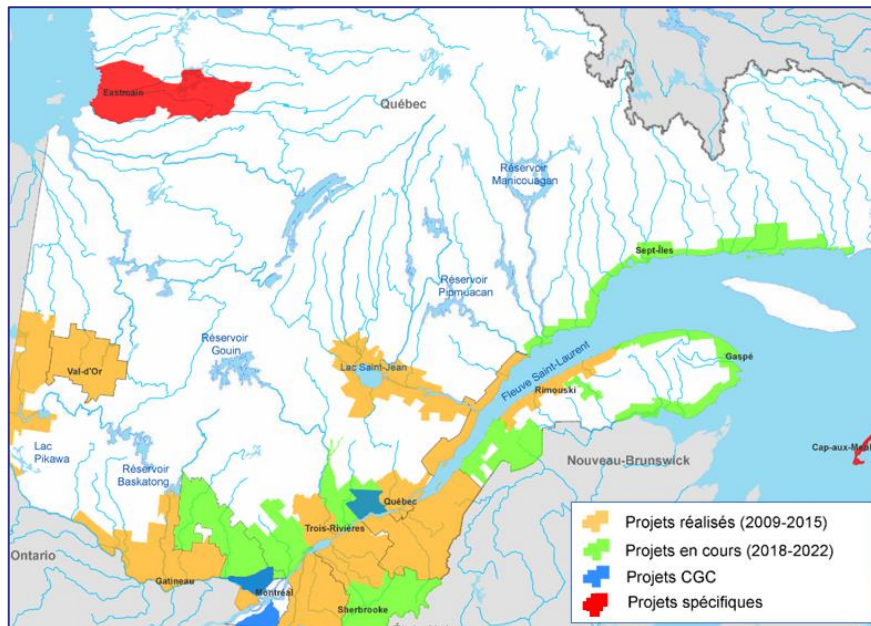 Eastmain
Québec
Réservoir
Manicouagan
Sept-Îles
Réservoir
Pipmuacan
Réservoir
Gouin
Val-d'Or
Lac Saint-Jean
Fleuve Saint-Laurent
Gaspé
Rimouski
Lac
Pikawa
Réservoir
Baskatong
Nouveau-Brunswick
Québec
Trois-Rivières
Ontario
Gatineau
Montréal
Sherbrooke
Projets réalisés (2009-2015)
Projets en cours (2018-2022)
Projets CGC
Projets spécifiques